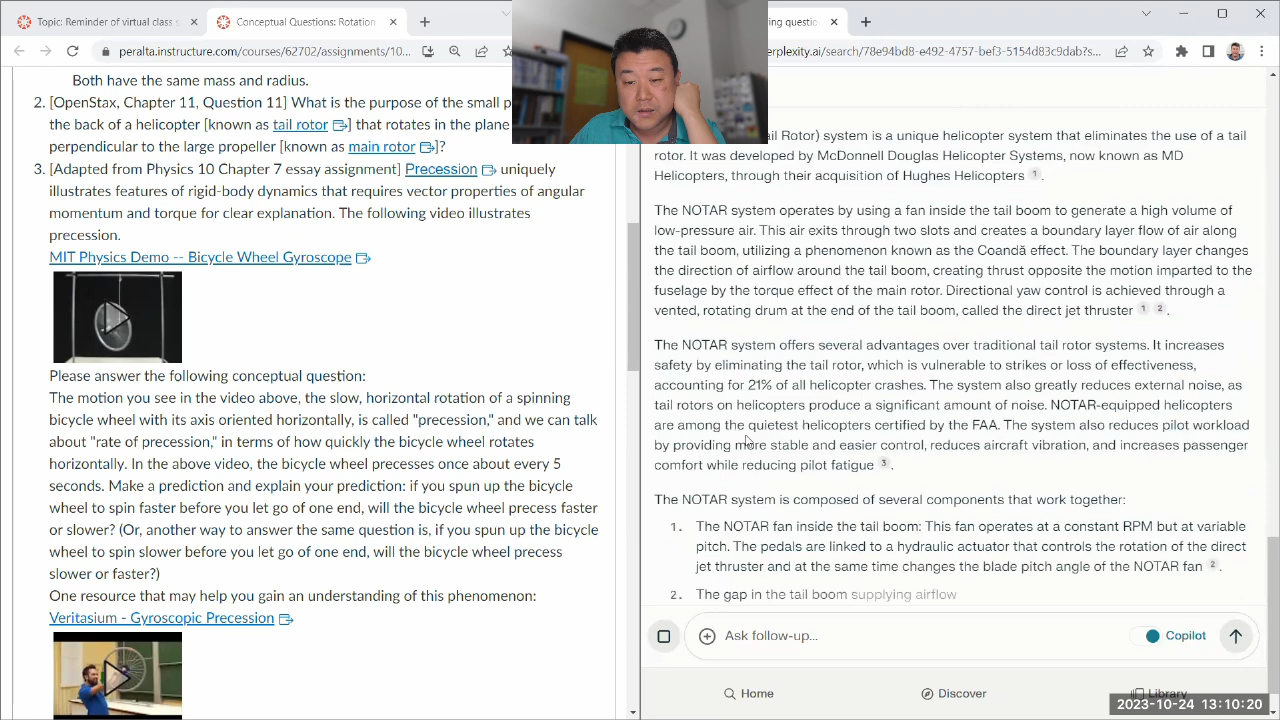 Topic: Reminder of virtual class s
Conceptual Questions: Rotation
ing questio
peralta.instructure.com/courses/62702/assignments/10...
erplexity.ai/search/78e94bd8-e492-4757-bef3-5154d83c9dab?s...
Both have the same mass and radius.
2. [OpenStax, Chapter 11, Question 11] What is the purpose of the small p
the back of a helicopter [known as tail rotor] that rotates in the plane
perpendicular to the large propeller [known as main rotor]?
3. [Adapted from Physics 10 Chapter 7 essay assignment] Precession uniquely
illustrates features of rigid-body dynamics that requires vector properties of angular
momentum and torque for clear explanation. The following video illustrates
precession.
MIT Physics Demo -- Bicycle Wheel Gyroscope
Please answer the following conceptual question:
The motion you see in the video above, the slow, horizontal rotation of a spinning
bicycle wheel with its axis oriented horizontally, is called "precession," and we can talk
about "rate of precession," in terms of how quickly the bicycle wheel rotates
horizontally. In the above video, the bicycle wheel precesses once about every 5
seconds. Make a prediction and explain your prediction: if you spun up the bicycle
wheel to spin faster before you let go of one end, will the bicycle wheel precess faster
or slower? (Or, another way to answer the same question is, if you spun up the bicycle
wheel to spin slower before you let go of one end, will the bicycle wheel precess
slower or faster?)
One resource that may help you gain an understanding of this phenomenon:
Veritasium - Gyroscopic Precession
ail Rotor) system is a unique helicopter system that eliminates the use of a tail
rotor. It was developed by McDonnell Douglas Helicopter Systems, now known as MD
Helicopters, through their acquisition of Hughes Helicopters 1.
The NOTAR system operates by using a fan inside the tail boom to generate a high volume of
low-pressure air. This air exits through two slots and creates a boundary layer flow of air along
the tail boom, utilizing a phenomenon known as the Coandă effect. The boundary layer changes
the direction of airflow around the tail boom, creating thrust opposite the motion imparted to the
fuselage by the torque effect of the main rotor. Directional yaw control is achieved through a
vented, rotating drum at the end of the tail boom, called the direct jet thruster 1 2.
The NOTAR system offers several advantages over traditional tail rotor systems. It increases
safety by eliminating the tail rotor, which is vulnerable to strikes or loss of effectiveness,
accounting for 21% of all helicopter crashes. The system also greatly reduces external noise, as
tail rotors on helicopters produce a significant amount of noise. NOTAR-equipped helicopters
are among the quietest helicopters certified by the FAA. The system also reduces pilot workload
by providing more stable and easier control, reduces aircraft vibration, and increases passenger
comfort while reducing pilot fatigue 3.
The NOTAR system is composed of several components that work together:
1. The NOTAR fan inside the tail boom: This fan operates at a constant RPM but at variable
pitch. The pedals are linked to a hydraulic actuator that controls the rotation of the direct
jet thruster and at the same time changes the blade pitch angle of the NOTAR fan 2.
2. The gap in the tail boom supplying airflow
Ask follow-up...
Copilot
Home
Discover
Library
2023-10-24 13:10:20